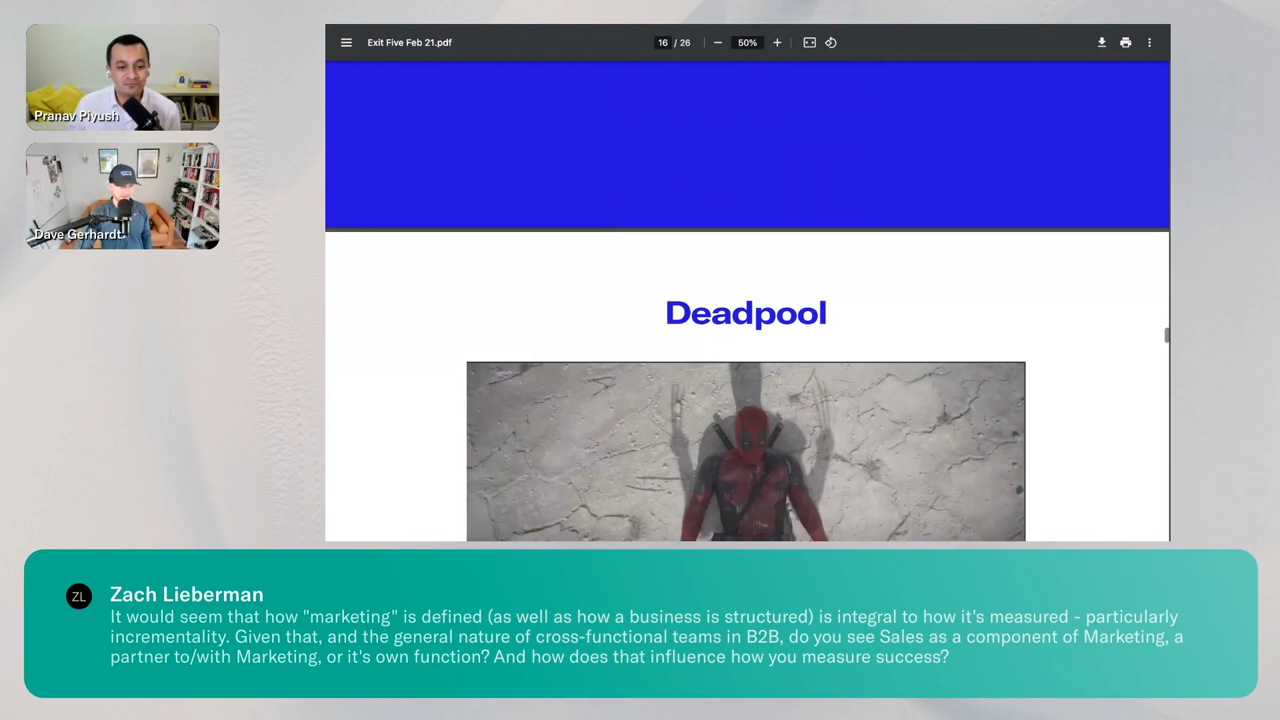 Pranav Piyush
Dave Gerhardt
Exit Five Feb 21.pdf
16 / 26
50%
Deadpool
ZL
Zach Lieberman
It would seem that how "marketing" is defined (as well as how a business is structured) is integral to how it's measured - particularly
incrementality. Given that, and the general nature of cross-functional teams in B2B, do you see Sales as a component of Marketing, a
partner to/with Marketing, or it's own function? And how does that influence how you measure success?